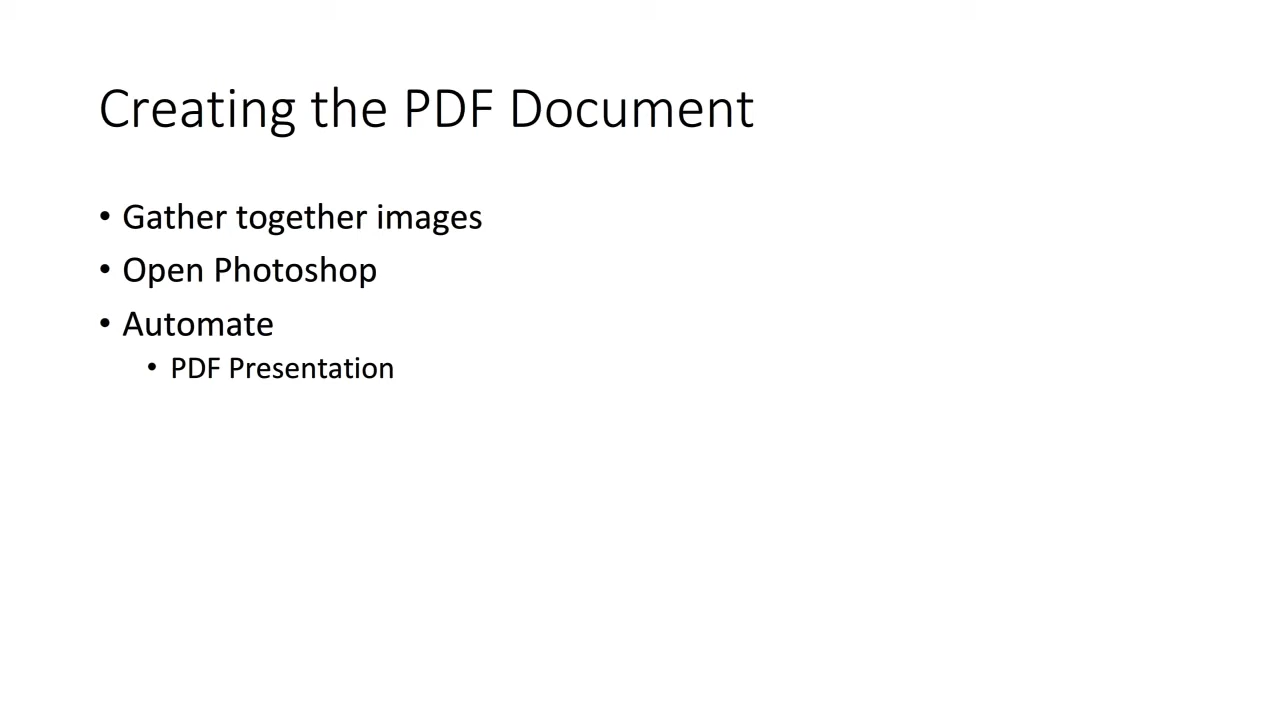 Creating the PDF Document
• Gather together images
• Open Photoshop
• Automate
• PDF Presentation